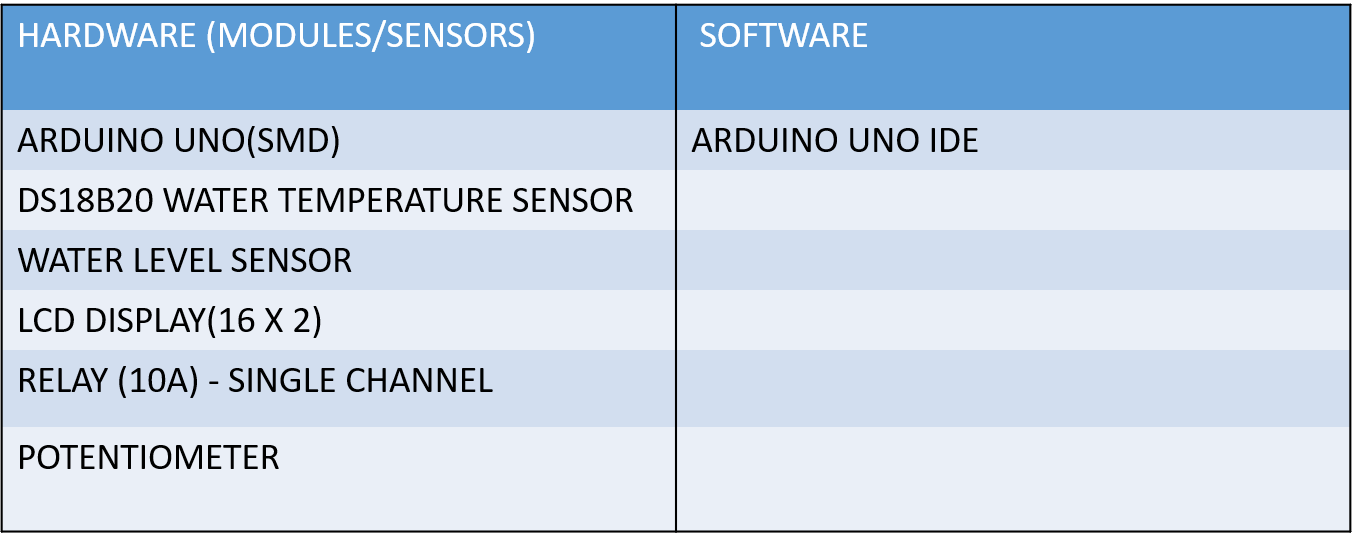 HARDWARE (MODULES/SENSORS) SOFTWARE
ARDUINO UNO(SMD) ARDUINO UNO IDE
DS18B20 WATER TEMPERATURE SENSOR
WATER LEVEL SENSOR
LCD DISPLAY(16 X 2)
RELAY (10A) - SINGLE CHANNEL
POTENTIOMETER